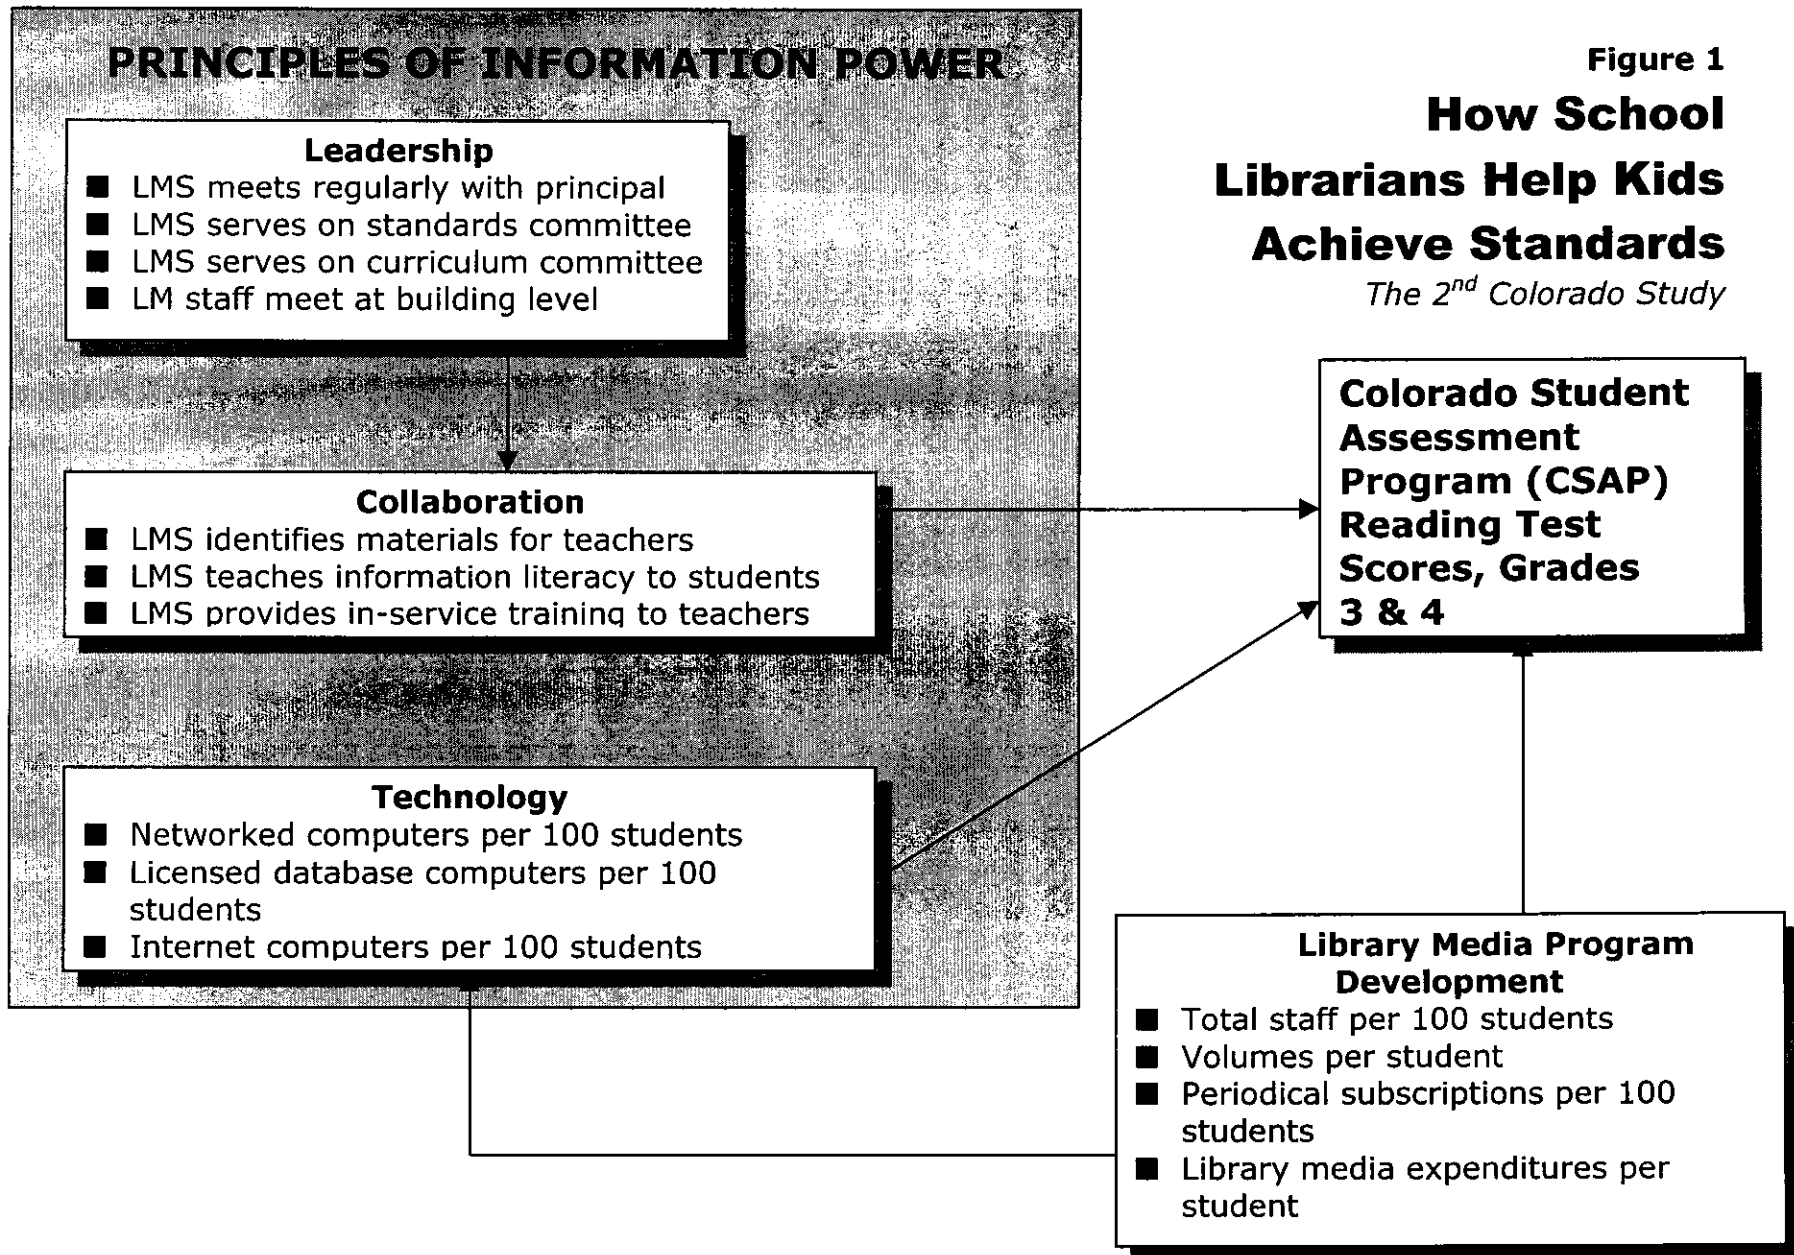 PRINCIPLES OF INFORMATION POWER
Figure 1
How School
Librarians Help Kids
Achieve Standards
The 2nd Colorado Study
Leadership
■ LMS meets regularly with principal
■ LMS serves on standards committee
■ LMS serves on curriculum committee
■ LM staff meet at building level
Collaboration
■ LMS identifies materials for teachers
■ LMS teaches information literacy to students
■ LMS provides in-service training to teachers
Colorado Student
Assessment
Program (CSAP)
Reading Test
Scores, Grades
3 & 4
Technology
■ Networked computers per 100 students
■ Licensed database computers per 100
students
■ Internet computers per 100 students
Library Media Program
Development
■ Total staff per 100 students
■ Volumes per student
■ Periodical subscriptions per 100
students
■ Library media expenditures per
student